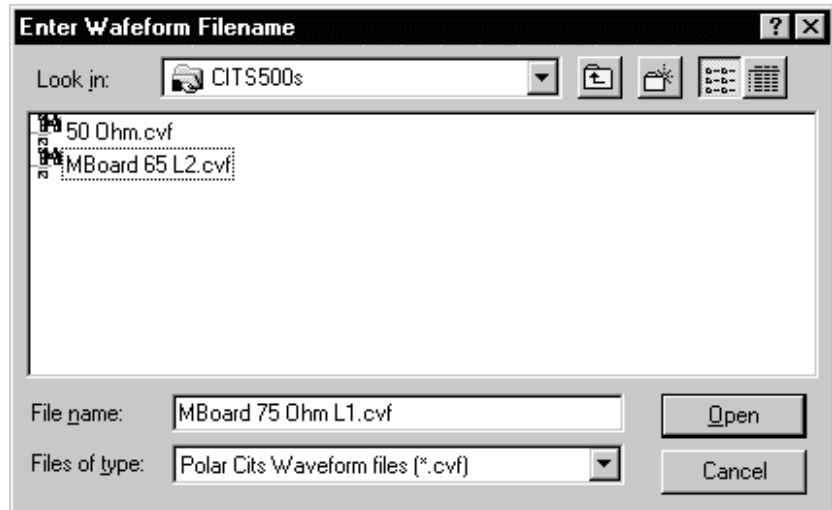 Enter Wafeform Filename
Look in: CITS500s
50 Ohm.cvf
MBoard 65 L2.cvf
File name: MBoard 75 Ohm L1.cvf Open
Files of type: Polar Cits Waveform files (*.cvf) Cancel